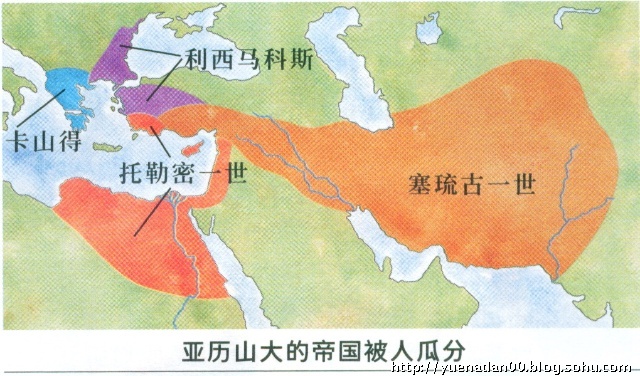 利西马科斯
卡山得
托勒密一世
塞琉古一世
亚历山大的帝国被人瓜分
http://yuenadan00.blog.sohu.com